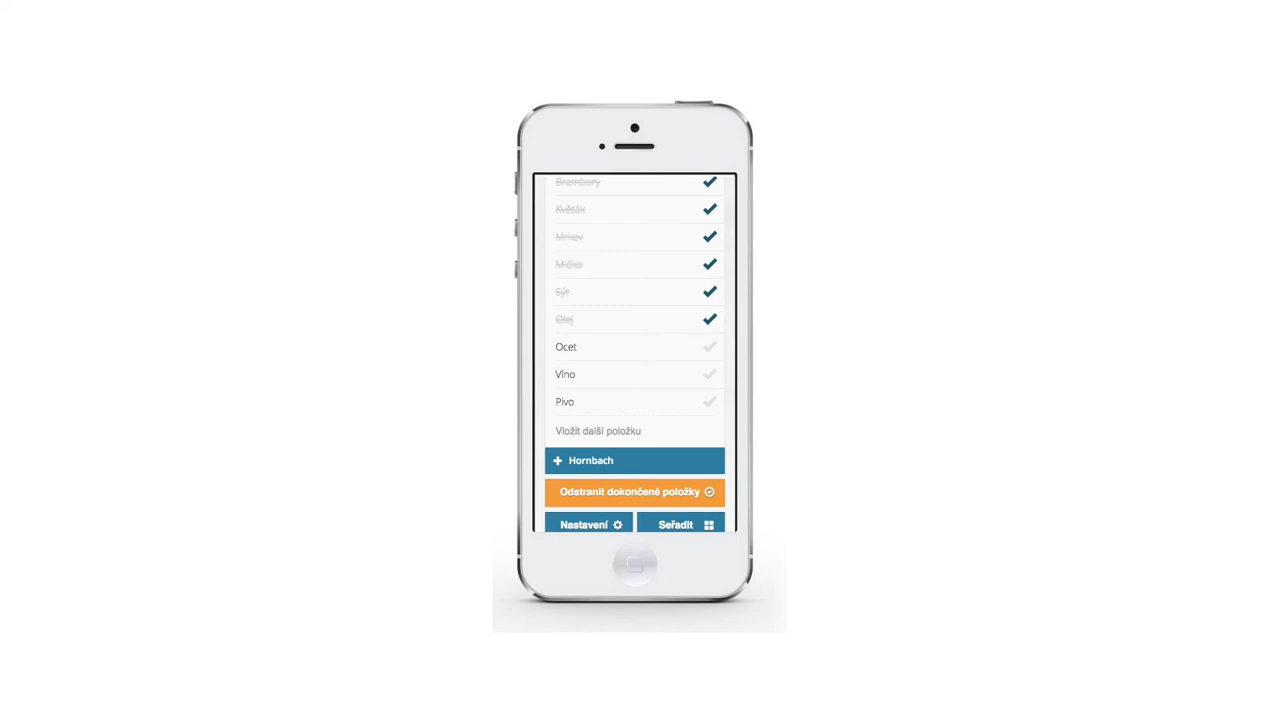 Brambory
Květák
Mrkev
Mléko
Sýr
Olej
Ocet
Víno
Pivo
Vložit další položku
Hornbach
Odstranit dokončené položky
Nastavení
Seřadit